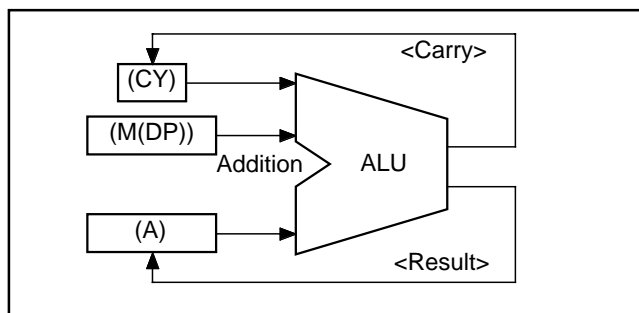 <Carry>
(CY)
(M(DP))
Addition
ALU
(A)
<Result>